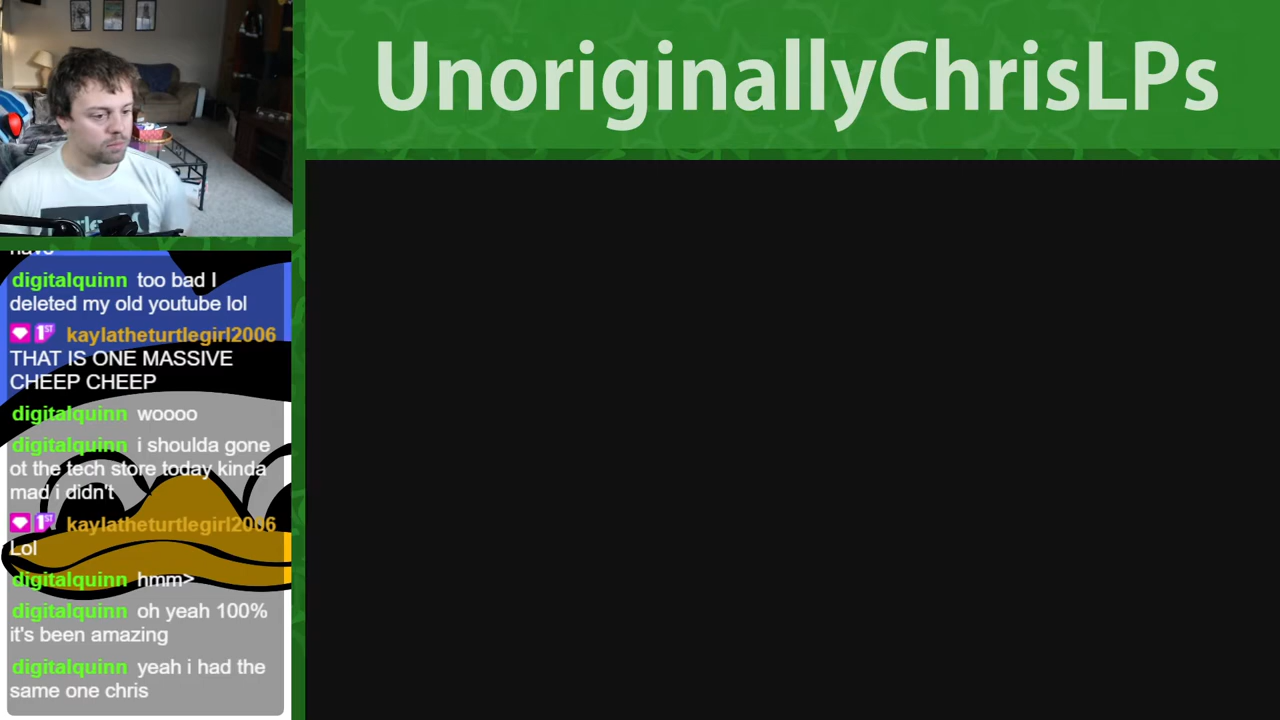 UnoriginallyChrisLPs
digitalquinn too bad I
deleted my old youtube lol
1ST kaylatheturtlegirl2006
THAT IS ONE MASSIVE
CHEEP CHEEP
digitalquinn woooo
digitalquinn i shoulda gone
ot the tech store today kinda
mad i didn't
1ST kaylatheturtlegirl2006
Lol
digitalquinn hmm>
digitalquinn oh yeah 100%
it's been amazing
digitalquinn yeah i had the
same one chris